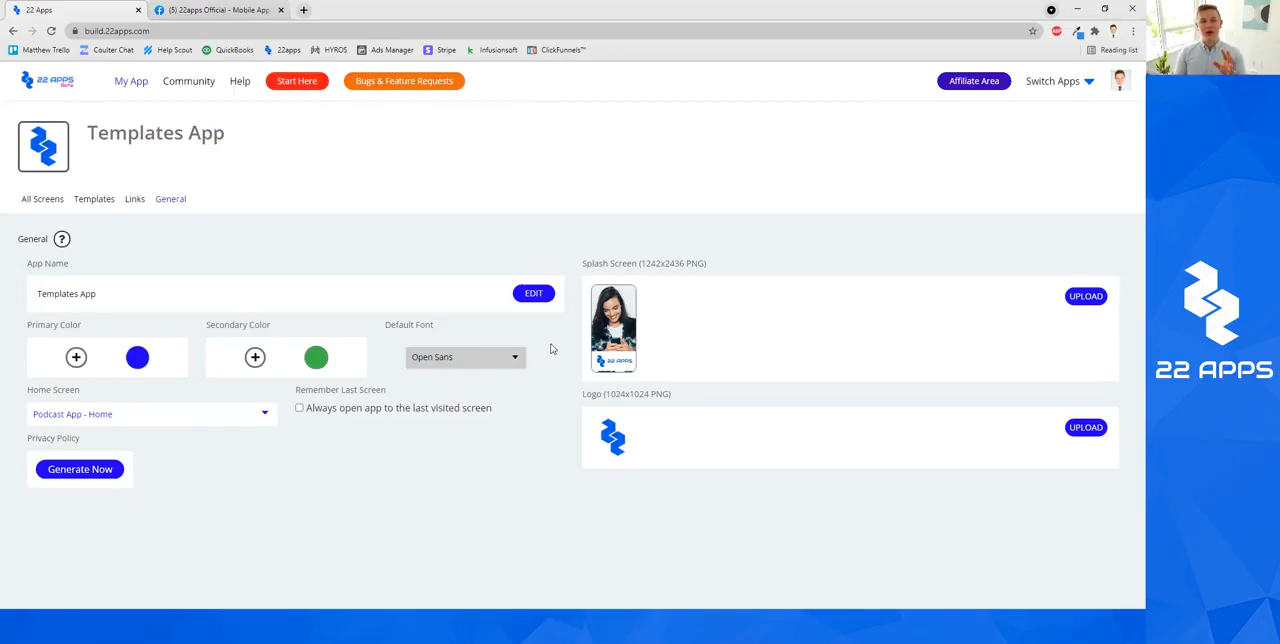 22 Apps
(5) 22apps Official - Mobile App
build.22apps.com
Matthew Trello
Coulter Chat
Help Scout
QuickBooks
22apps
HYROS
Ads Manager
Stripe
Infusionsoft
ClickFunnels™
Reading list
22 APPS
Beta
My App
Community
Help
Start Here
Bugs & Feature Requests
Affiliate Area
Switch Apps
Templates App
All Screens
Templates
Links
General
General ?
App Name
Templates App
EDIT
Primary Color
Secondary Color
Default Font
Open Sans
Home Screen
Podcast App - Home
Remember Last Screen
Always open app to the last visited screen
Privacy Policy
Generate Now
Splash Screen (1242x2436 PNG)
22 APPS
UPLOAD
Logo (1024x1024 PNG)
UPLOAD
22 APPS